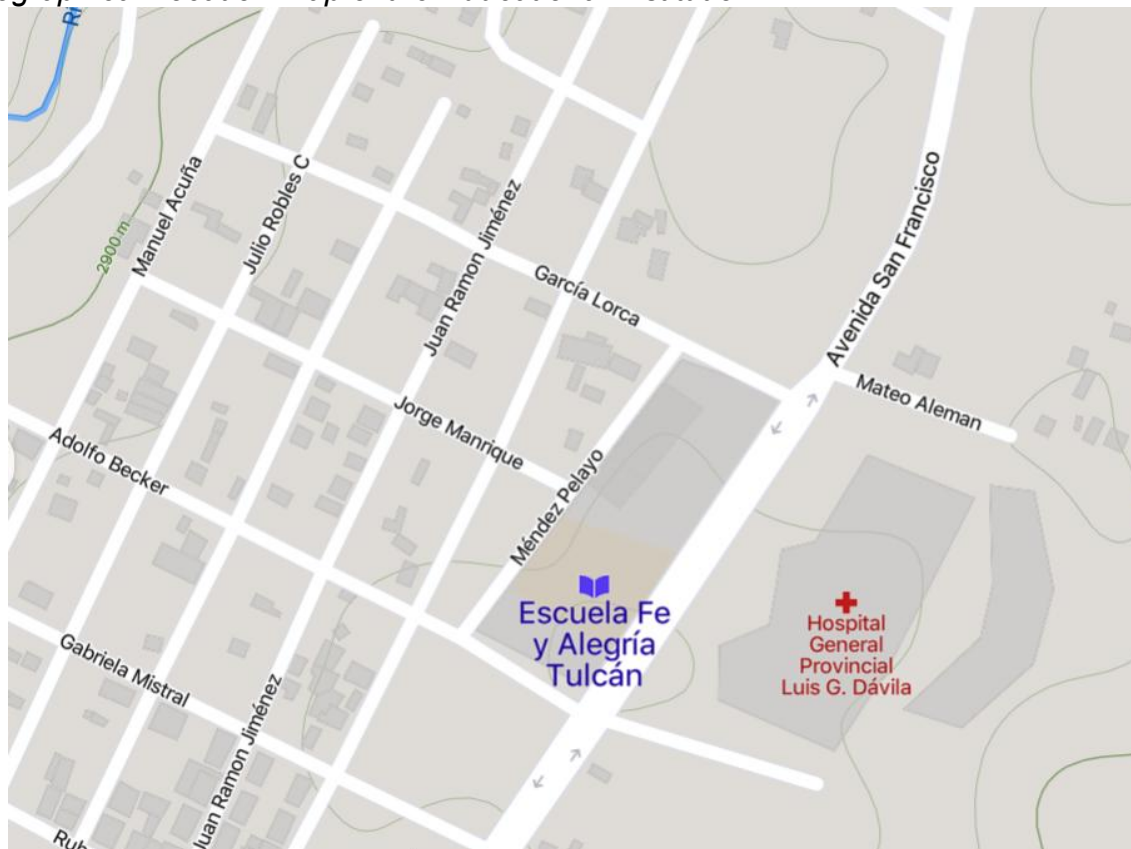 Manuel Acuña
Julio Robles C
2900 m
Juan Ramon Jiménez
García Lorca
Avenida San Francisco
Mateo Aleman
Jorge Manrique
Adolfo Becker
Méndez Pelayo
Escuela Fe
y Alegría
Tulcán
Hospital
General
Provincial
Luis G. Dávila
Gabriela Mistral
Juan Ramon Jiménez